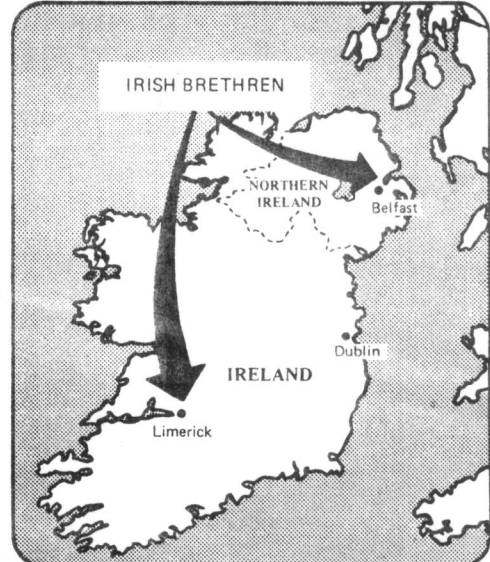 IRISH BRETHREN
NORTHERN
IRELAND
Belfast
Dublin
IRELAND
Limerick